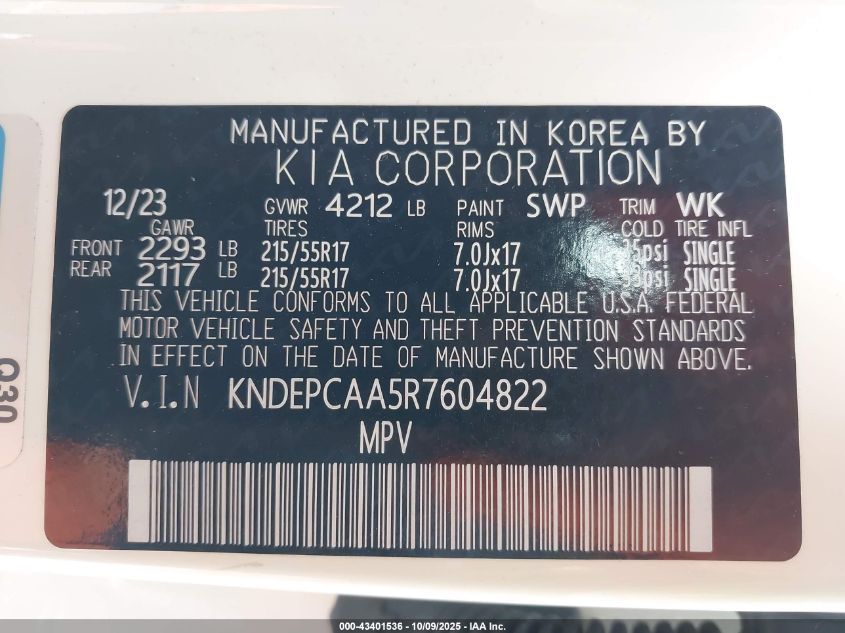 MANUFACTURED IN KOREA BY
KIA CORPORATION
12/23 GVWR 4212 LB PAINT SWP TRIM WK
GAWR TIRES RIMS COLD TIRE INFL
FRONT 2293 LB 215/55R17 7.0Jx17 SINGLE
REAR 2117 LB 215/55R17 7.0Jx17 SINGLE
THIS VEHICLE CONFORMS TO ALL APPLICABLE U.S.A. FEDERAL
MOTOR VEHICLE SAFETY AND THEFT PREVENTION STANDARDS
IN EFFECT ON THE DATE OF MANUFACTURE SHOWN ABOVE.
V.I.N KNDEPCAA5R7604822
MPV
Q30
000-43401536 - 10/09/2025 - IAA Inc.